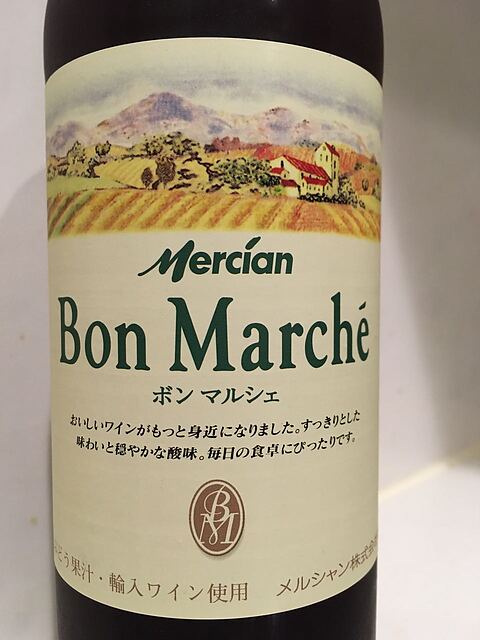 Mercian
Bon Marché
ボン マルシェ
おいしいワインがもっと身近になりました。すっきりとした
味わいと穏やかな酸味。毎日の食卓にぴったりです。
BM
どう果汁・輸入ワイン使用 メルシャン株式会